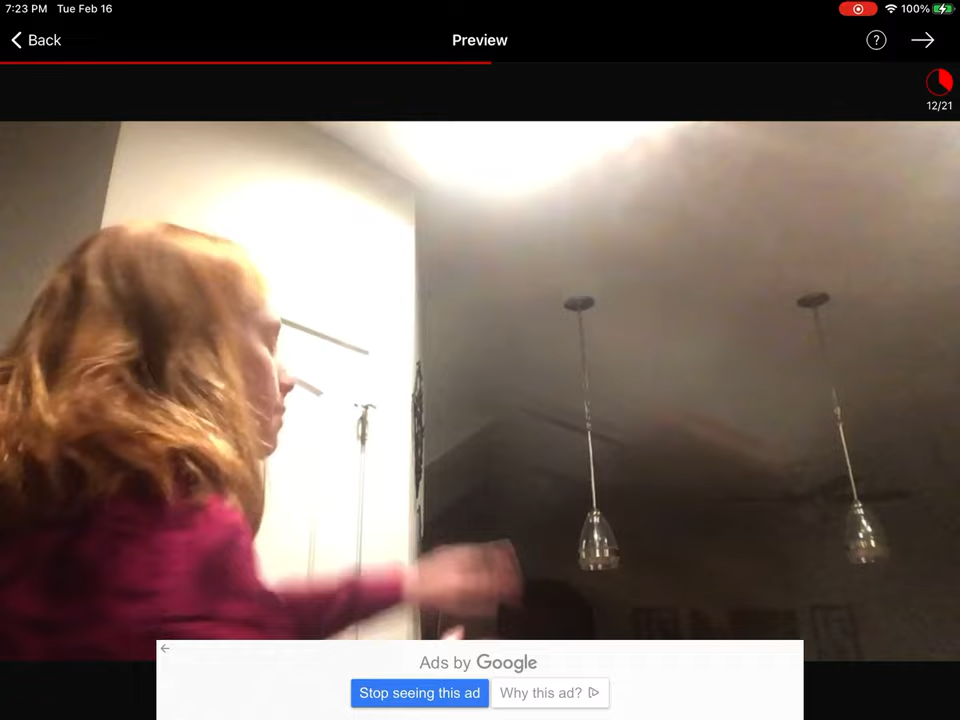 7:23 PM Tue Feb 16
100%
Back
Preview
?
12/21
Ads by Google
Stop seeing this ad
Why this ad?